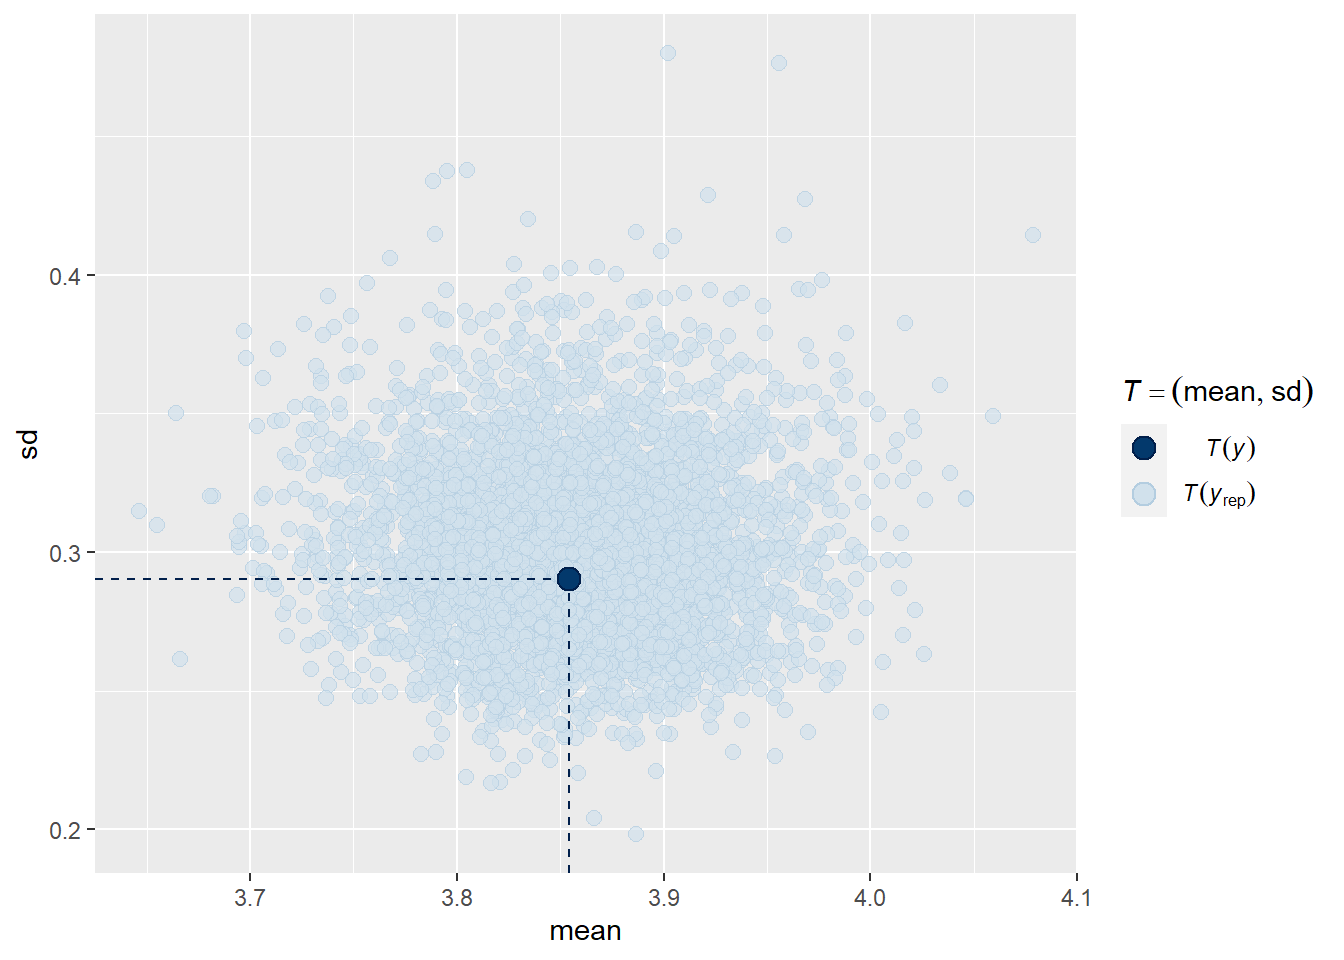 sd
0.4
0.3
0.2
3.7 3.8 3.9 4.0 4.1
mean
T = (mean, sd)
T(y)
T(yrep)